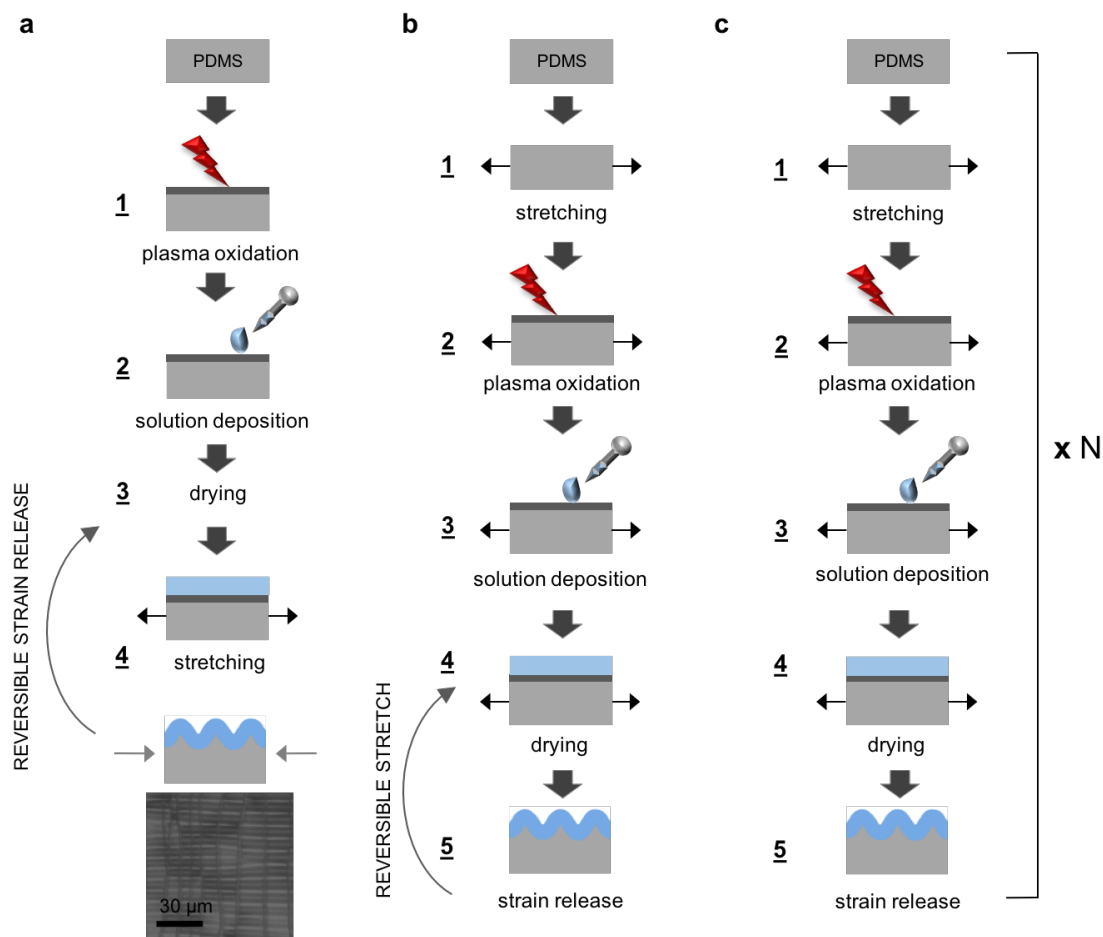 a
PDMS
1
plasma oxidation
2
solution deposition
3
drying
REVERSIBLE STRAIN RELEASE
4
stretching
30 µm
b
PDMS
1
stretching
2
plasma oxidation
3
solution deposition
4
drying
REVERSIBLE STRETCH
5
strain release
c
PDMS
1
stretching
2
plasma oxidation
3
solution deposition
4
drying
5
strain release
x N